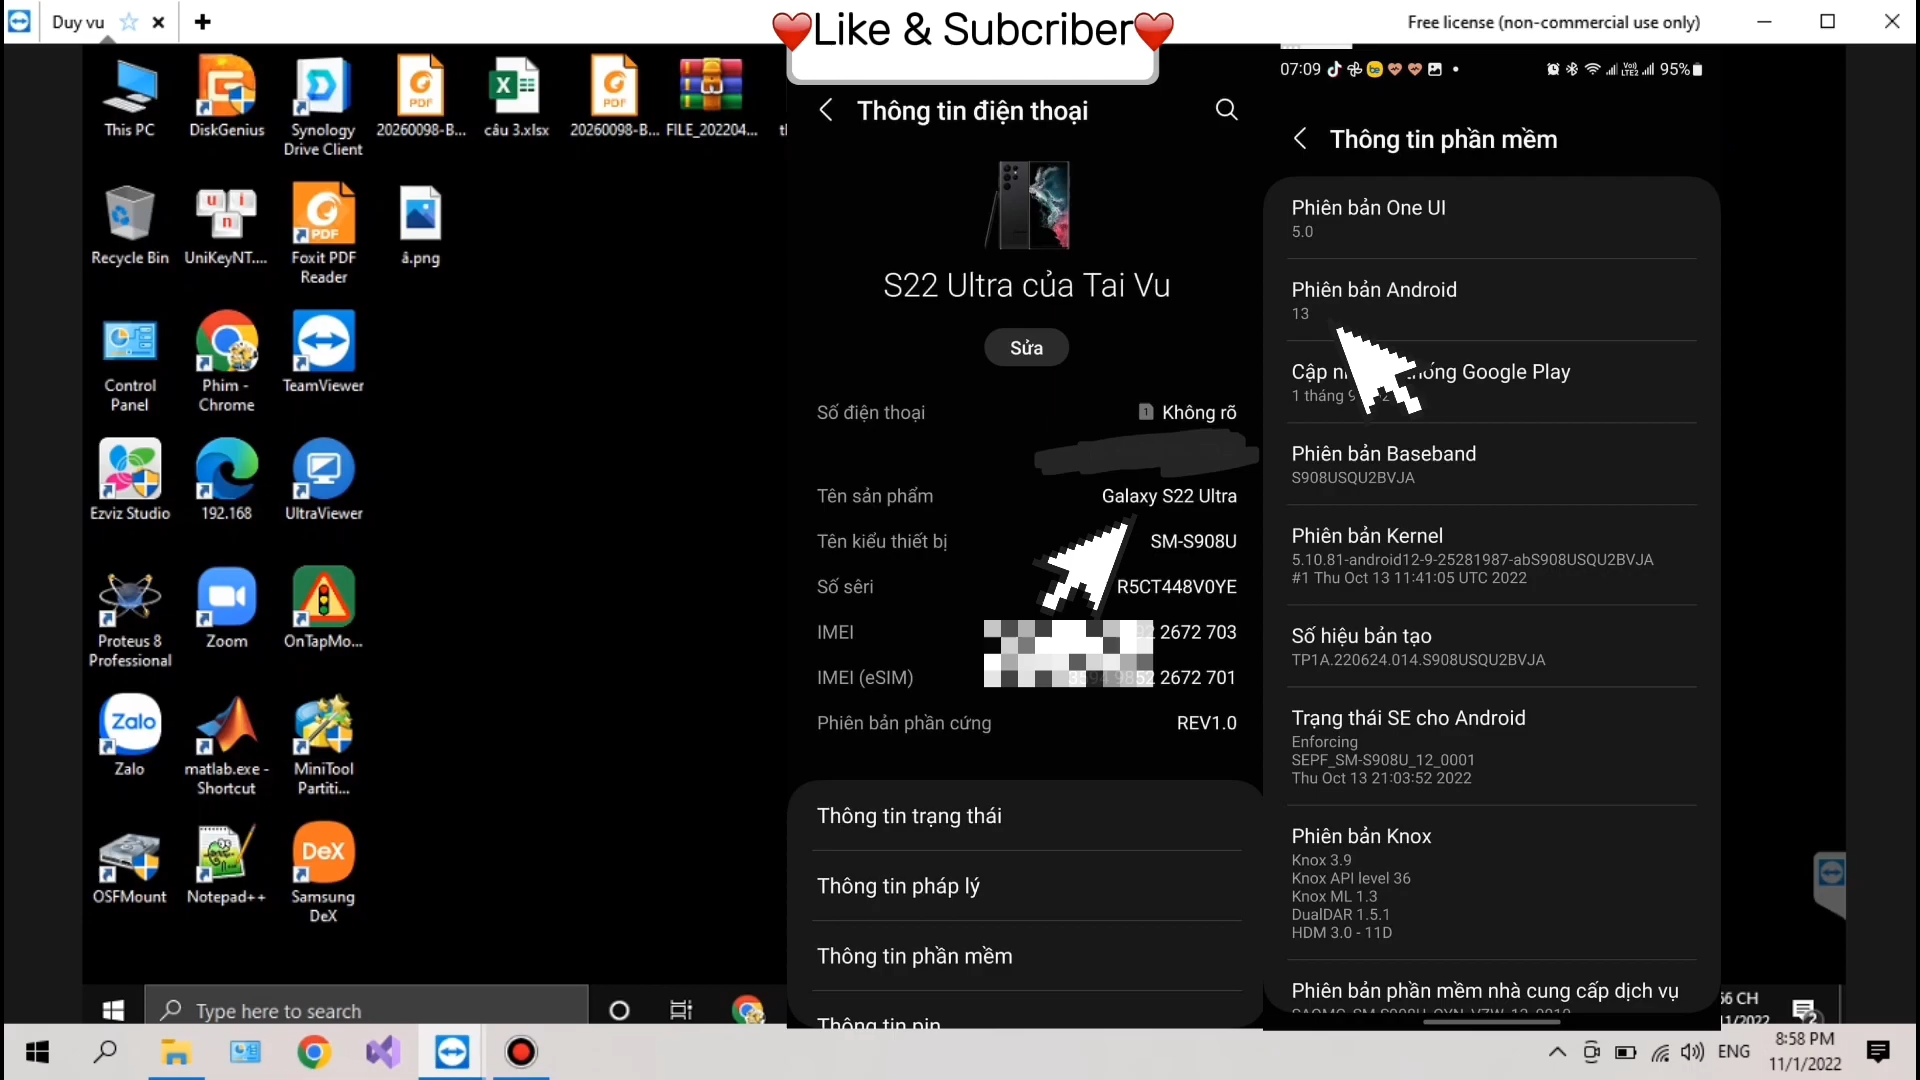 Duy vu
❤️Like & Subcriber❤️
Free license (non-commercial use only)
This PC
DiskGenius
Synology
Drive Client
20260098-B...
câu 3.xlsx
20260098-B...
FILE_202204...
Recycle Bin
UniKeyNT....
Foxit PDF
Reader
â.png
Control
Panel
Phim -
Chrome
TeamViewer
Ezviz Studio
192.168
UltraViewer
Proteus 8
Professional
Zoom
OnTapMo...
Zalo
matlab.exe -
Shortcut
MiniTool
Partiti...
OSFMount
Notepad++
DeX
Samsung
DeX
Type here to search
Thông tin điện thoại
S22 Ultra của Tai Vu
Sửa
Số điện thoại
Không rõ
Tên sản phẩm
Galaxy S22 Ultra
Tên kiểu thiết bị
SM-S908U
Số sêri
R5CT448V0YE
IMEI
2672 703
IMEI (eSIM)
2672 701
Phiên bản phần cứng
REV1.0
Thông tin trạng thái
Thông tin pháp lý
Thông tin phần mềm
Thông tin pin
07:09
95%
Thông tin phần mềm
Phiên bản One UI
5.0
Phiên bản Android
13
Cập Google Play
1 tháng
Phiên bản Baseband
S908USQU2BVJA
Phiên bản Kernel
5.10.81-android12-9-25281987-abS908USQU2BVJA
#1 Thu Oct 13 11:41:05 UTC 2022
Số hiệu bản tạo
TP1A.220624.014.S908USQU2BVJA
Trạng thái SE cho Android
Enforcing
SEPF_SM-S908U_12_0001
Thu Oct 13 21:03:52 2022
Phiên bản Knox
Knox 3.9
Knox API level 36
Knox ML 1.3
DualDAR 1.5.1
HDM 3.0 - 11D
Phiên bản phần mềm nhà cung cấp dịch vụ
ENG
8:58 PM
11/1/2022